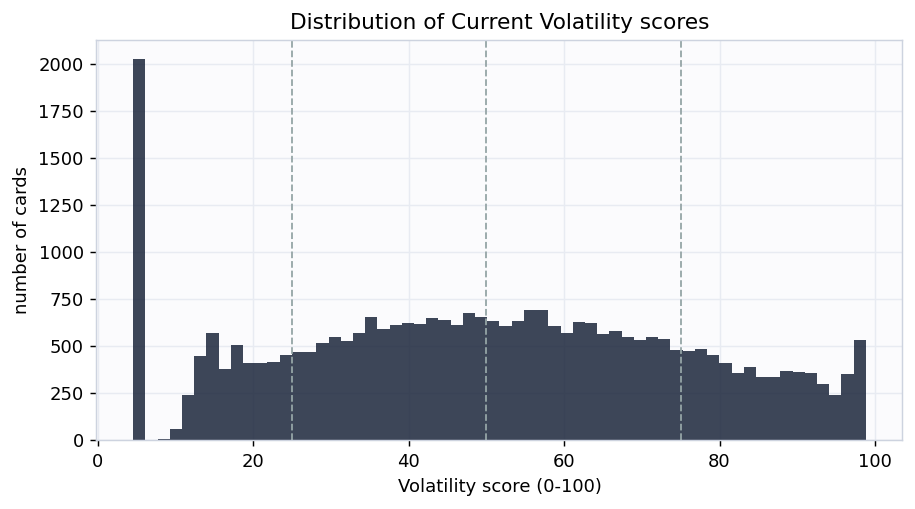 Distribution of Current Volatility scores
2000
1750
1500
1250
1000
750
500
250
0
number of cards
0 20 40 60 80 100
Volatility score (0-100)